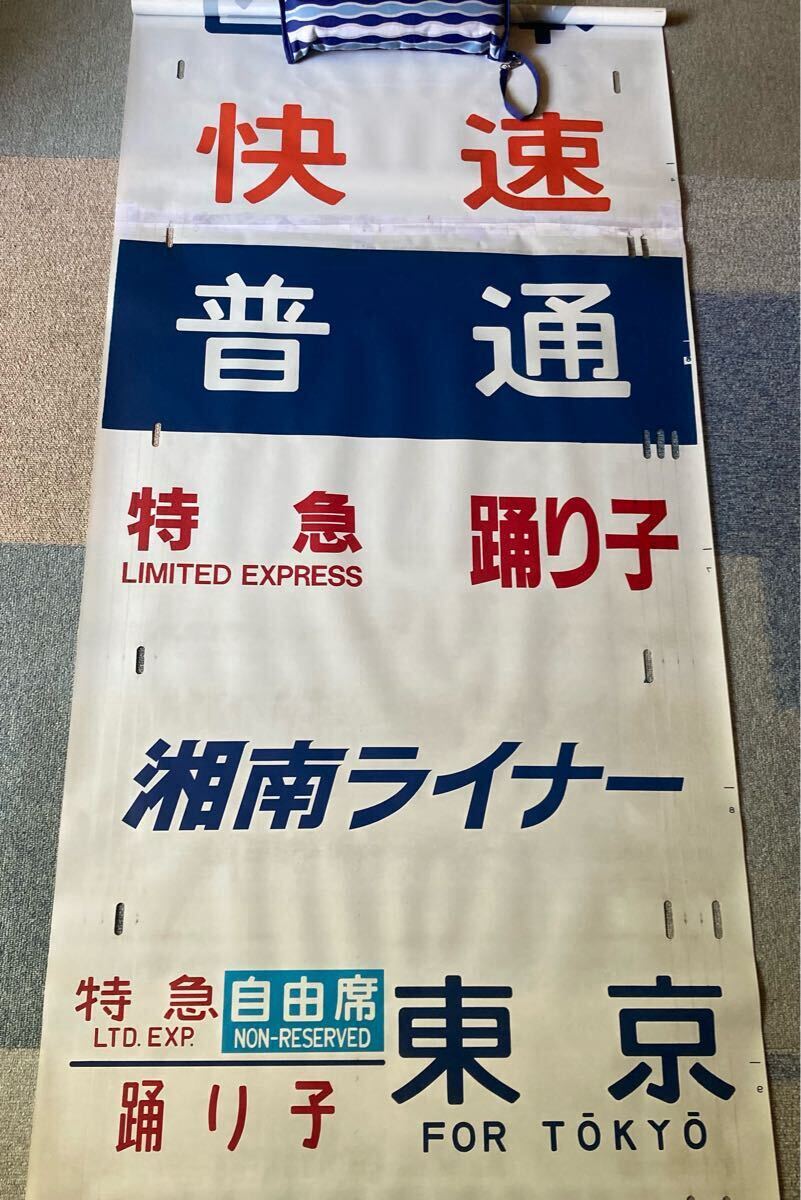 快速
普通
特急 踊り子
LIMITED EXPRESS
湘南ライナー
特急 自由席 東京
LTD. EXP. NON-RESERVED
踊り子 FOR TŌKYŌ